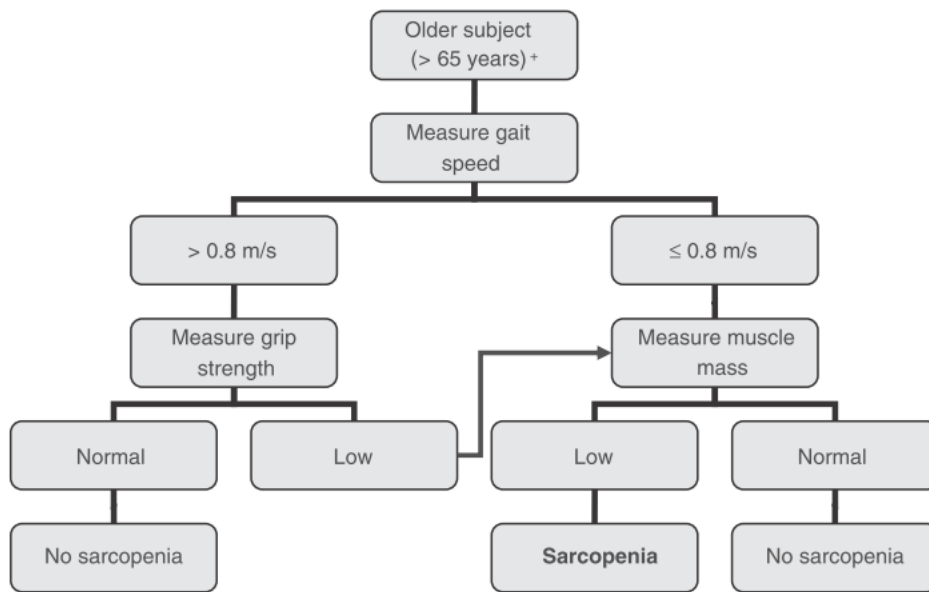 Older subject
(> 65 years) +
Measure gait
speed
> 0.8 m/s
≤ 0.8 m/s
Measure grip
strength
Measure muscle
mass
Normal
Low
Low
Normal
No sarcopenia
Sarcopenia
No sarcopenia